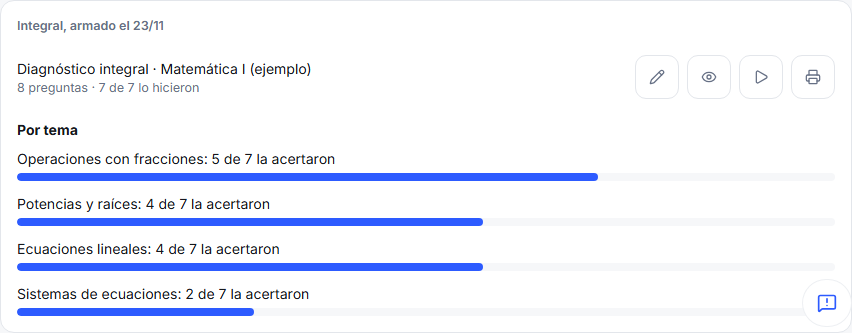 Integral, armado el 23/11
Diagnóstico integral · Matemática I (ejemplo)
8 preguntas · 7 de 7 lo hicieron
Por tema
Operaciones con fracciones: 5 de 7 la acertaron
Potencias y raíces: 4 de 7 la acertaron
Ecuaciones lineales: 4 de 7 la acertaron
Sistemas de ecuaciones: 2 de 7 la acertaron